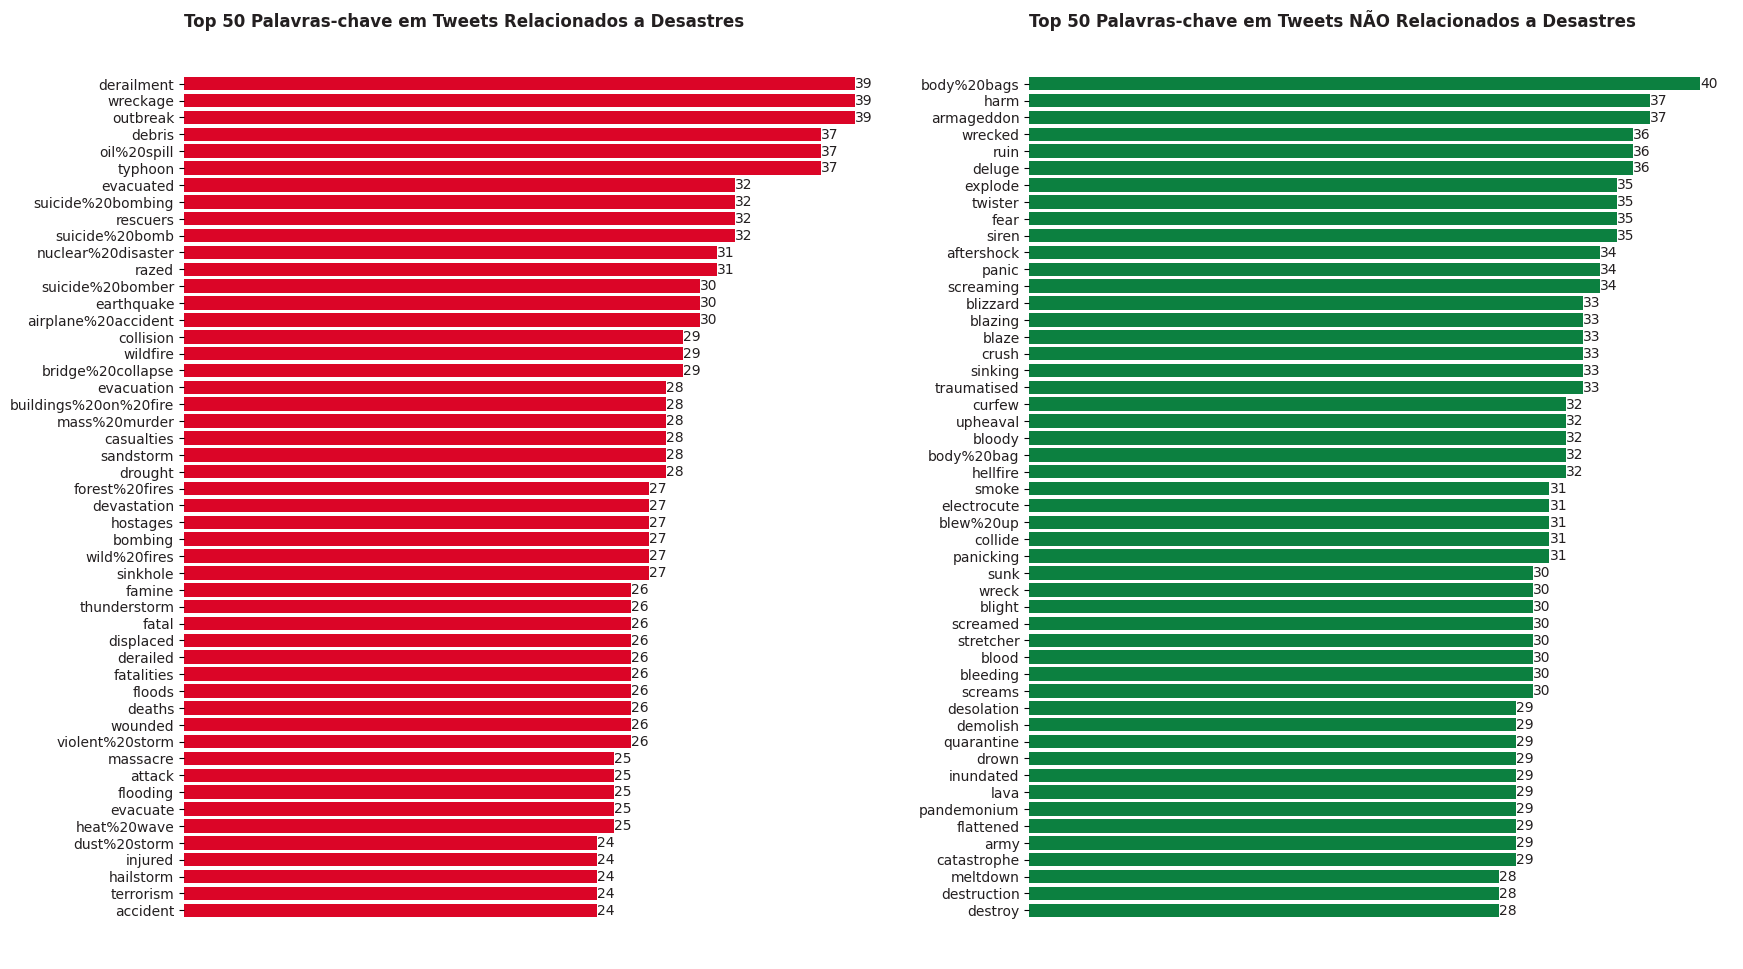 Top 50 Palavras-chave em Tweets Relacionados a Desastres
derailment 39
wreckage 39
outbreak 39
debris 37
oil%20spill 37
typhoon 37
evacuated 32
suicide%20bombing 32
rescuers 32
suicide%20bomb 32
nuclear%20disaster 31
razed 31
suicide%20bomber 30
earthquake 30
airplane%20accident 30
collision 29
wildfire 29
bridge%20collapse 29
evacuation 28
buildings%20on%20fire 28
mass%20murder 28
casualties 28
sandstorm 28
drought 28
forest%20fires 27
devastation 27
hostages 27
bombing 27
wild%20fires 27
sinkhole 27
famine 26
thunderstorm 26
fatal 26
displaced 26
derailed 26
fatalities 26
floods 26
deaths 26
wounded 26
violent%20storm 26
massacre 25
attack 25
flooding 25
evacuate 25
heat%20wave 25
dust%20storm 24
injured 24
hailstorm 24
terrorism 24
accident 24
Top 50 Palavras-chave em Tweets NÃO Relacionados a Desastres
body%20bags 40
harm 37
armageddon 37
wrecked 36
ruin 36
deluge 36
explode 35
twister 35
fear 35
siren 35
aftershock 34
panic 34
screaming 34
blizzard 33
blazing 33
blaze 33
crush 33
sinking 33
traumatised 33
curfew 32
upheaval 32
bloody 32
body%20bag 32
hellfire 32
smoke 31
electrocute 31
blew%20up 31
collide 31
panicking 31
sunk 30
wreck 30
blight 30
screamed 30
stretcher 30
blood 30
bleeding 30
screams 30
desolation 29
demolish 29
quarantine 29
drown 29
inundated 29
lava 29
pandemonium 29
flattened 29
army 29
catastrophe 29
meltdown 28
destruction 28
destroy 28